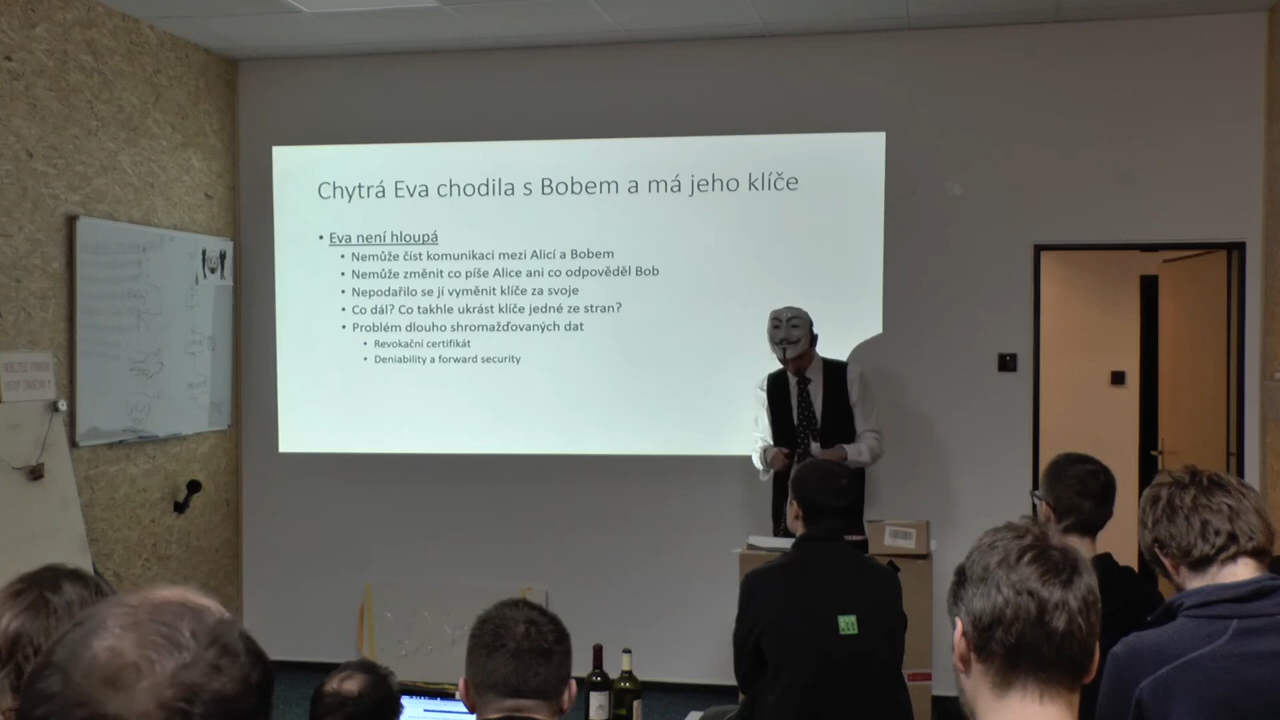 Chytrá Eva chodila s Bobem a má jeho klíče
• Eva není hloupá
• Nemůže číst komunikaci mezi Alicí a Bobem
• Nemůže změnit co píše Alice ani co odpověděl Bob
• Nepodařilo se jí vyměnit klíče za svoje
• Co dál? Co takhle ukrást klíče jedné ze stran?
• Problém dlouho shromažďovaných dat
• Revokační certifikát
• Deniability a forward security